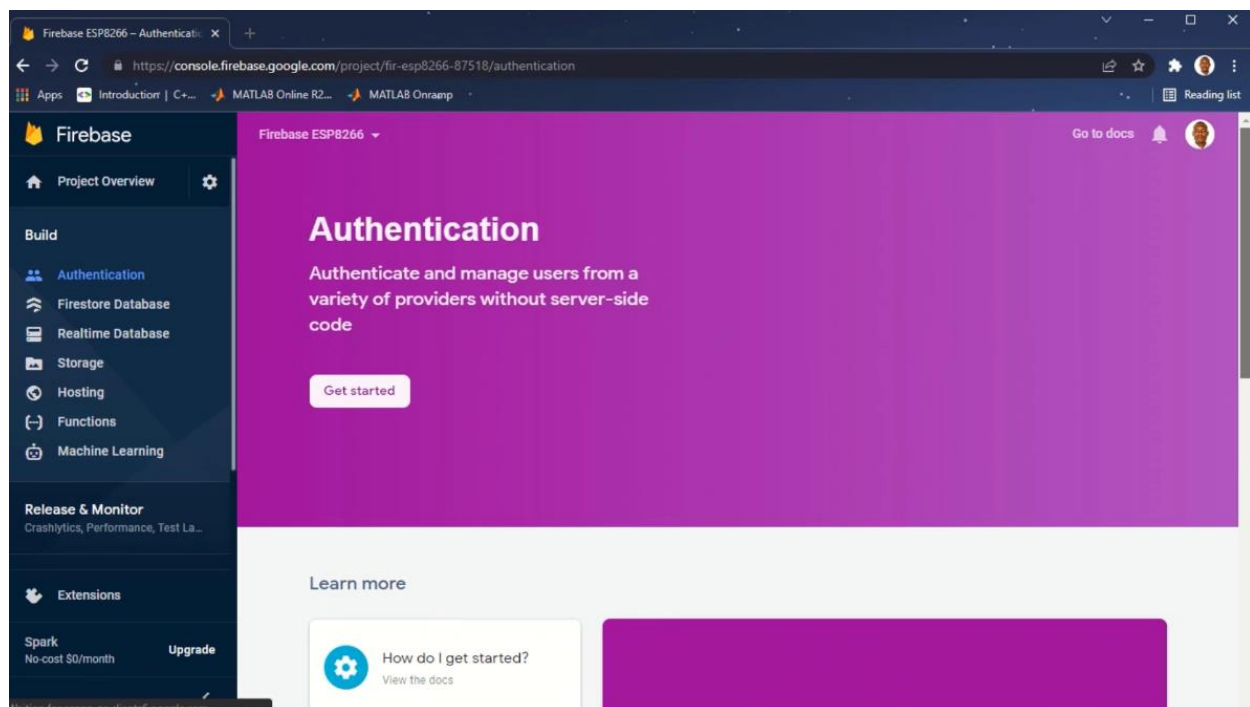 Firebase ESP8266 – Authenticatic
https://console.firebase.google.com/project/fir-esp8266-87518/authentication
Apps Introduction | C+... MATLAB Online R2... MATLAB Onramp Reading list
Firebase
Firebase ESP8266
Go to docs
Project Overview
Build
Authentication
Firestore Database
Realtime Database
Storage
Hosting
Functions
Machine Learning
Release & Monitor
Crashlytics, Performance, Test La...
Extensions
Spark
No-cost $0/month
Upgrade
Authentication
Authenticate and manage users from a
variety of providers without server-side
code
Get started
Learn more
How do I get started?
View the docs